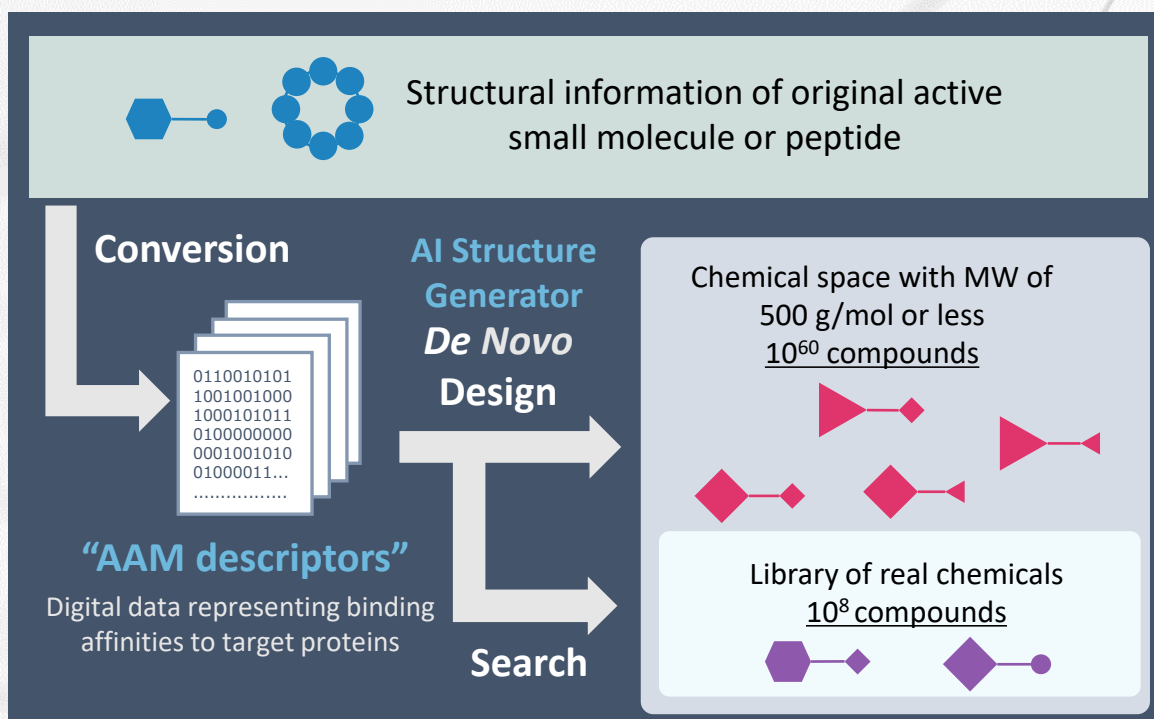 Structural information of original active
small molecule or peptide
Conversion
0110010101
1001001000
1000101011
0100000000
0001001010
01000011...
.................
“AAM descriptors”
Digital data representing binding
affinities to target proteins
AI Structure
Generator
De Novo
Design
Search
Chemical space with MW of
500 g/mol or less
10⁶⁰ compounds
Library of real chemicals
10⁸ compounds